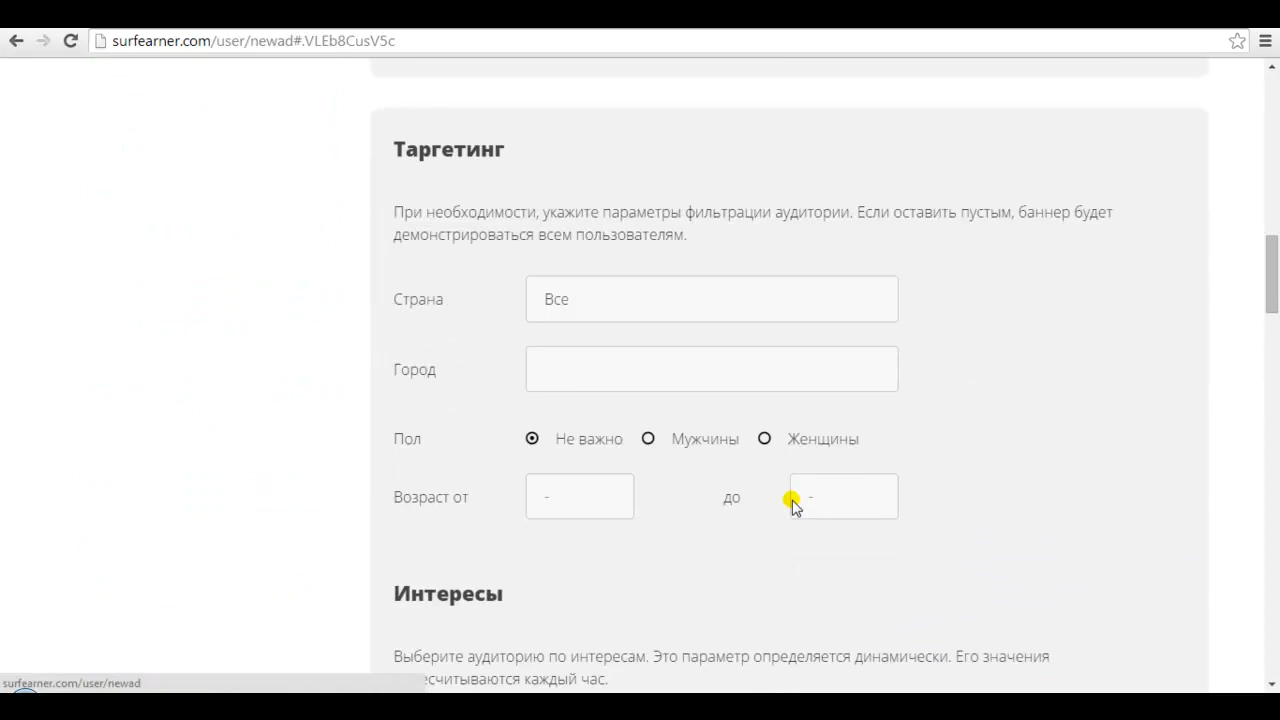 surfearner.com/user/newad#.VLEb8CusV5c
Таргетинг
При необходимости, укажите параметры фильтрации аудитории. Если оставить пустым, баннер будет
демонстрироваться всем пользователям.
Страна Все
Город
Пол Не важно Мужчины Женщины
Возраст от - до -
Интересы
Выберите аудиторию по интересам. Это параметр определяется динамически. Его значения
есчитываются каждый час.
surfearner.com/user/newad